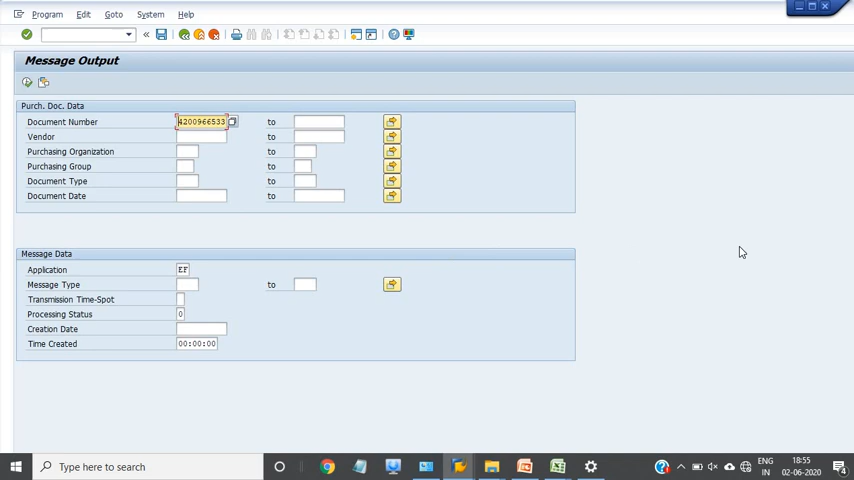 Program Edit Goto System Help
Message Output
Purch. Doc. Data
Document Number 4200966533 to
Vendor to
Purchasing Organization to
Purchasing Group to
Document Type to
Document Date to
Message Data
Application EF
Message Type to
Transmission Time-Spot
Processing Status 0
Creation Date
Time Created 00:00:00
Type here to search
ENG 18:55
IN 02-06-2020
4